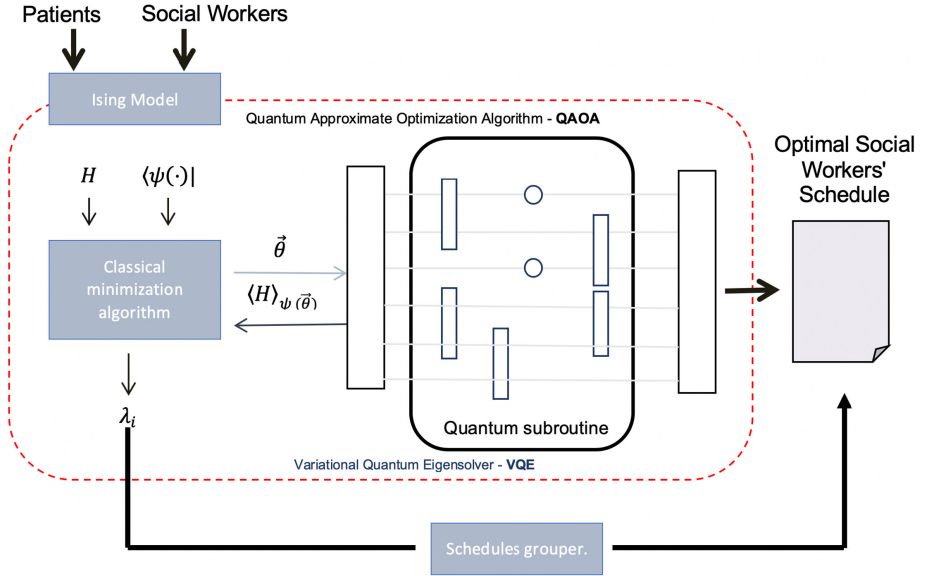 Patients
Social Workers
Ising Model
Quantum Approximate Optimization Algorithm - QAOA
Optimal Social
Workers'
Schedule
H
⟨ψ(·)|
Classical
minimization
algorithm
θ⃗
⟨H⟩ψ(θ⃗)
λᵢ
Quantum subroutine
Variational Quantum Eigensolver - VQE
Schedules grouper.